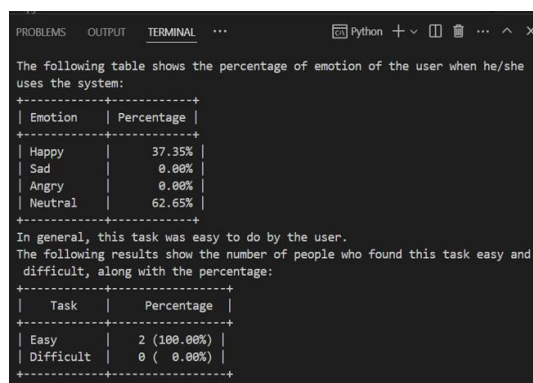 PROBLEMS OUTPUT TERMINAL ... Python
The following table shows the percentage of emotion of the user when he/she
uses the system:
+------------+------------+
| Emotion | Percentage |
+------------+------------+
| Happy | 37.35% |
| Sad | 0.00% |
| Angry | 0.00% |
| Neutral | 62.65% |
+------------+------------+
In general, this task was easy to do by the user.
The following results show the number of people who found this task easy and
difficult, along with the percentage:
+------------+-----------------+
| Task | Percentage |
+------------+-----------------+
| Easy | 2 (100.00%) |
| Difficult | 0 ( 0.00%) |
+------------+-----------------+